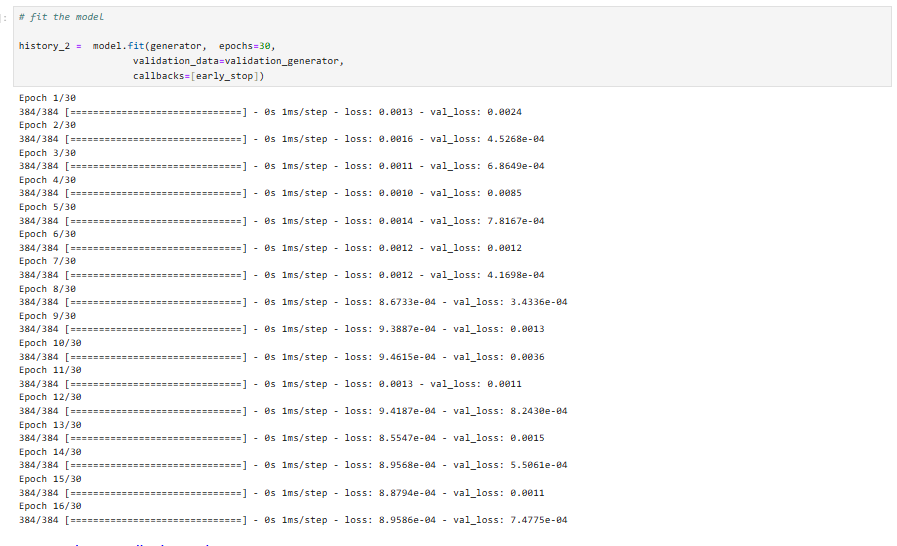 ]:
# fit the model
history_2 =  model.fit(generator,  epochs=30,
validation_data=validation_generator,
callbacks=[early_stop])
Epoch 1/30
384/384 [==============================] - 0s 1ms/step - loss: 0.0013 - val_loss: 0.0024
Epoch 2/30
384/384 [==============================] - 0s 1ms/step - loss: 0.0016 - val_loss: 4.5268e-04
Epoch 3/30
384/384 [==============================] - 0s 1ms/step - loss: 0.0011 - val_loss: 6.8649e-04
Epoch 4/30
384/384 [==============================] - 0s 1ms/step - loss: 0.0010 - val_loss: 0.0085
Epoch 5/30
384/384 [==============================] - 0s 1ms/step - loss: 0.0014 - val_loss: 7.8167e-04
Epoch 6/30
384/384 [==============================] - 0s 1ms/step - loss: 0.0012 - val_loss: 0.0012
Epoch 7/30
384/384 [==============================] - 0s 1ms/step - loss: 0.0012 - val_loss: 4.1698e-04
Epoch 8/30
384/384 [==============================] - 0s 1ms/step - loss: 8.6733e-04 - val_loss: 3.4336e-04
Epoch 9/30
384/384 [==============================] - 0s 1ms/step - loss: 9.3887e-04 - val_loss: 0.0013
Epoch 10/30
384/384 [==============================] - 0s 1ms/step - loss: 9.4615e-04 - val_loss: 0.0036
Epoch 11/30
384/384 [==============================] - 0s 1ms/step - loss: 0.0013 - val_loss: 0.0011
Epoch 12/30
384/384 [==============================] - 0s 1ms/step - loss: 9.4187e-04 - val_loss: 8.2430e-04
Epoch 13/30
384/384 [==============================] - 0s 1ms/step - loss: 8.5547e-04 - val_loss: 0.0015
Epoch 14/30
384/384 [==============================] - 0s 1ms/step - loss: 8.9568e-04 - val_loss: 5.5061e-04
Epoch 15/30
384/384 [==============================] - 0s 1ms/step - loss: 8.8794e-04 - val_loss: 0.0011
Epoch 16/30
384/384 [==============================] - 0s 1ms/step - loss: 8.9586e-04 - val_loss: 7.4775e-04